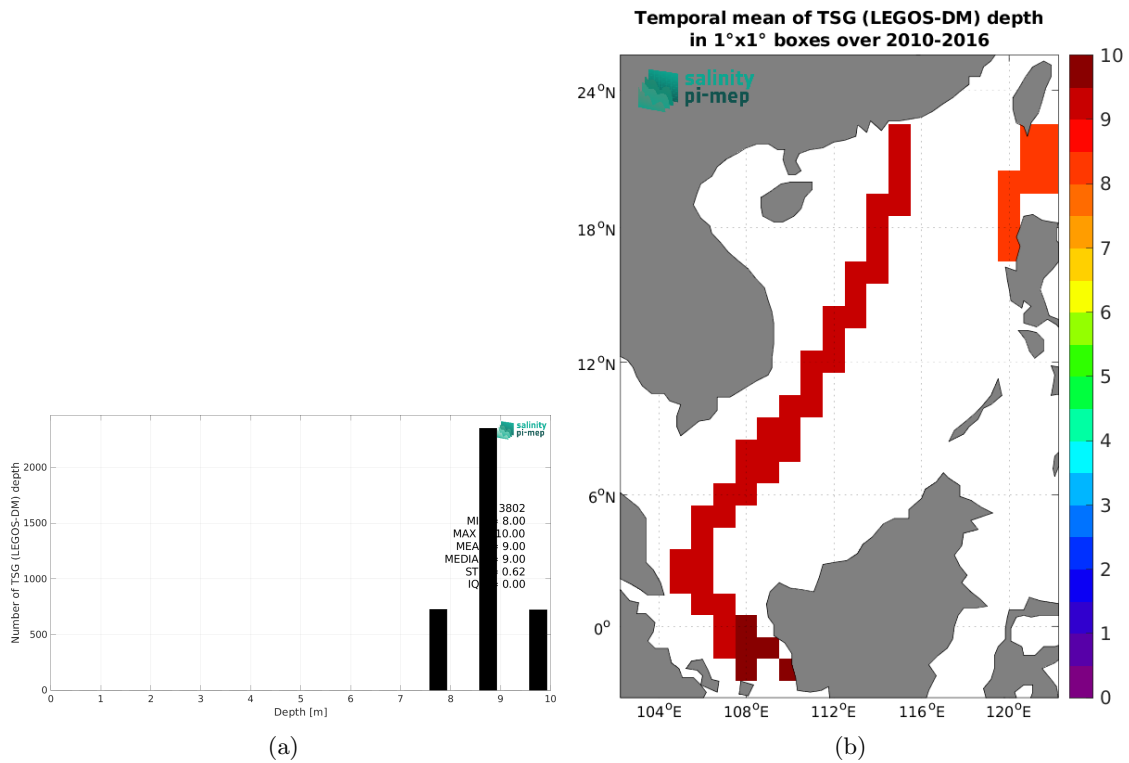 Temporal mean of TSG (LEGOS-DM) depth
in 1°x1° boxes over 2010-2016
salinity
pi-mep
24°N
18°N
12°N
6°N
0°
104°E 108°E 112°E 116°E 120°E
10
9
8
7
6
5
4
3
2
1
0
salinity
pi-mep
Number of TSG (LEGOS-DM) depth
2000
1500
1000
500
0
3802
8.00
MAX 10.00
9.00
9.00
0.62
= 0.00
0 1 2 3 4 5 6 7 8 9 10
Depth [m]
(a) (b)